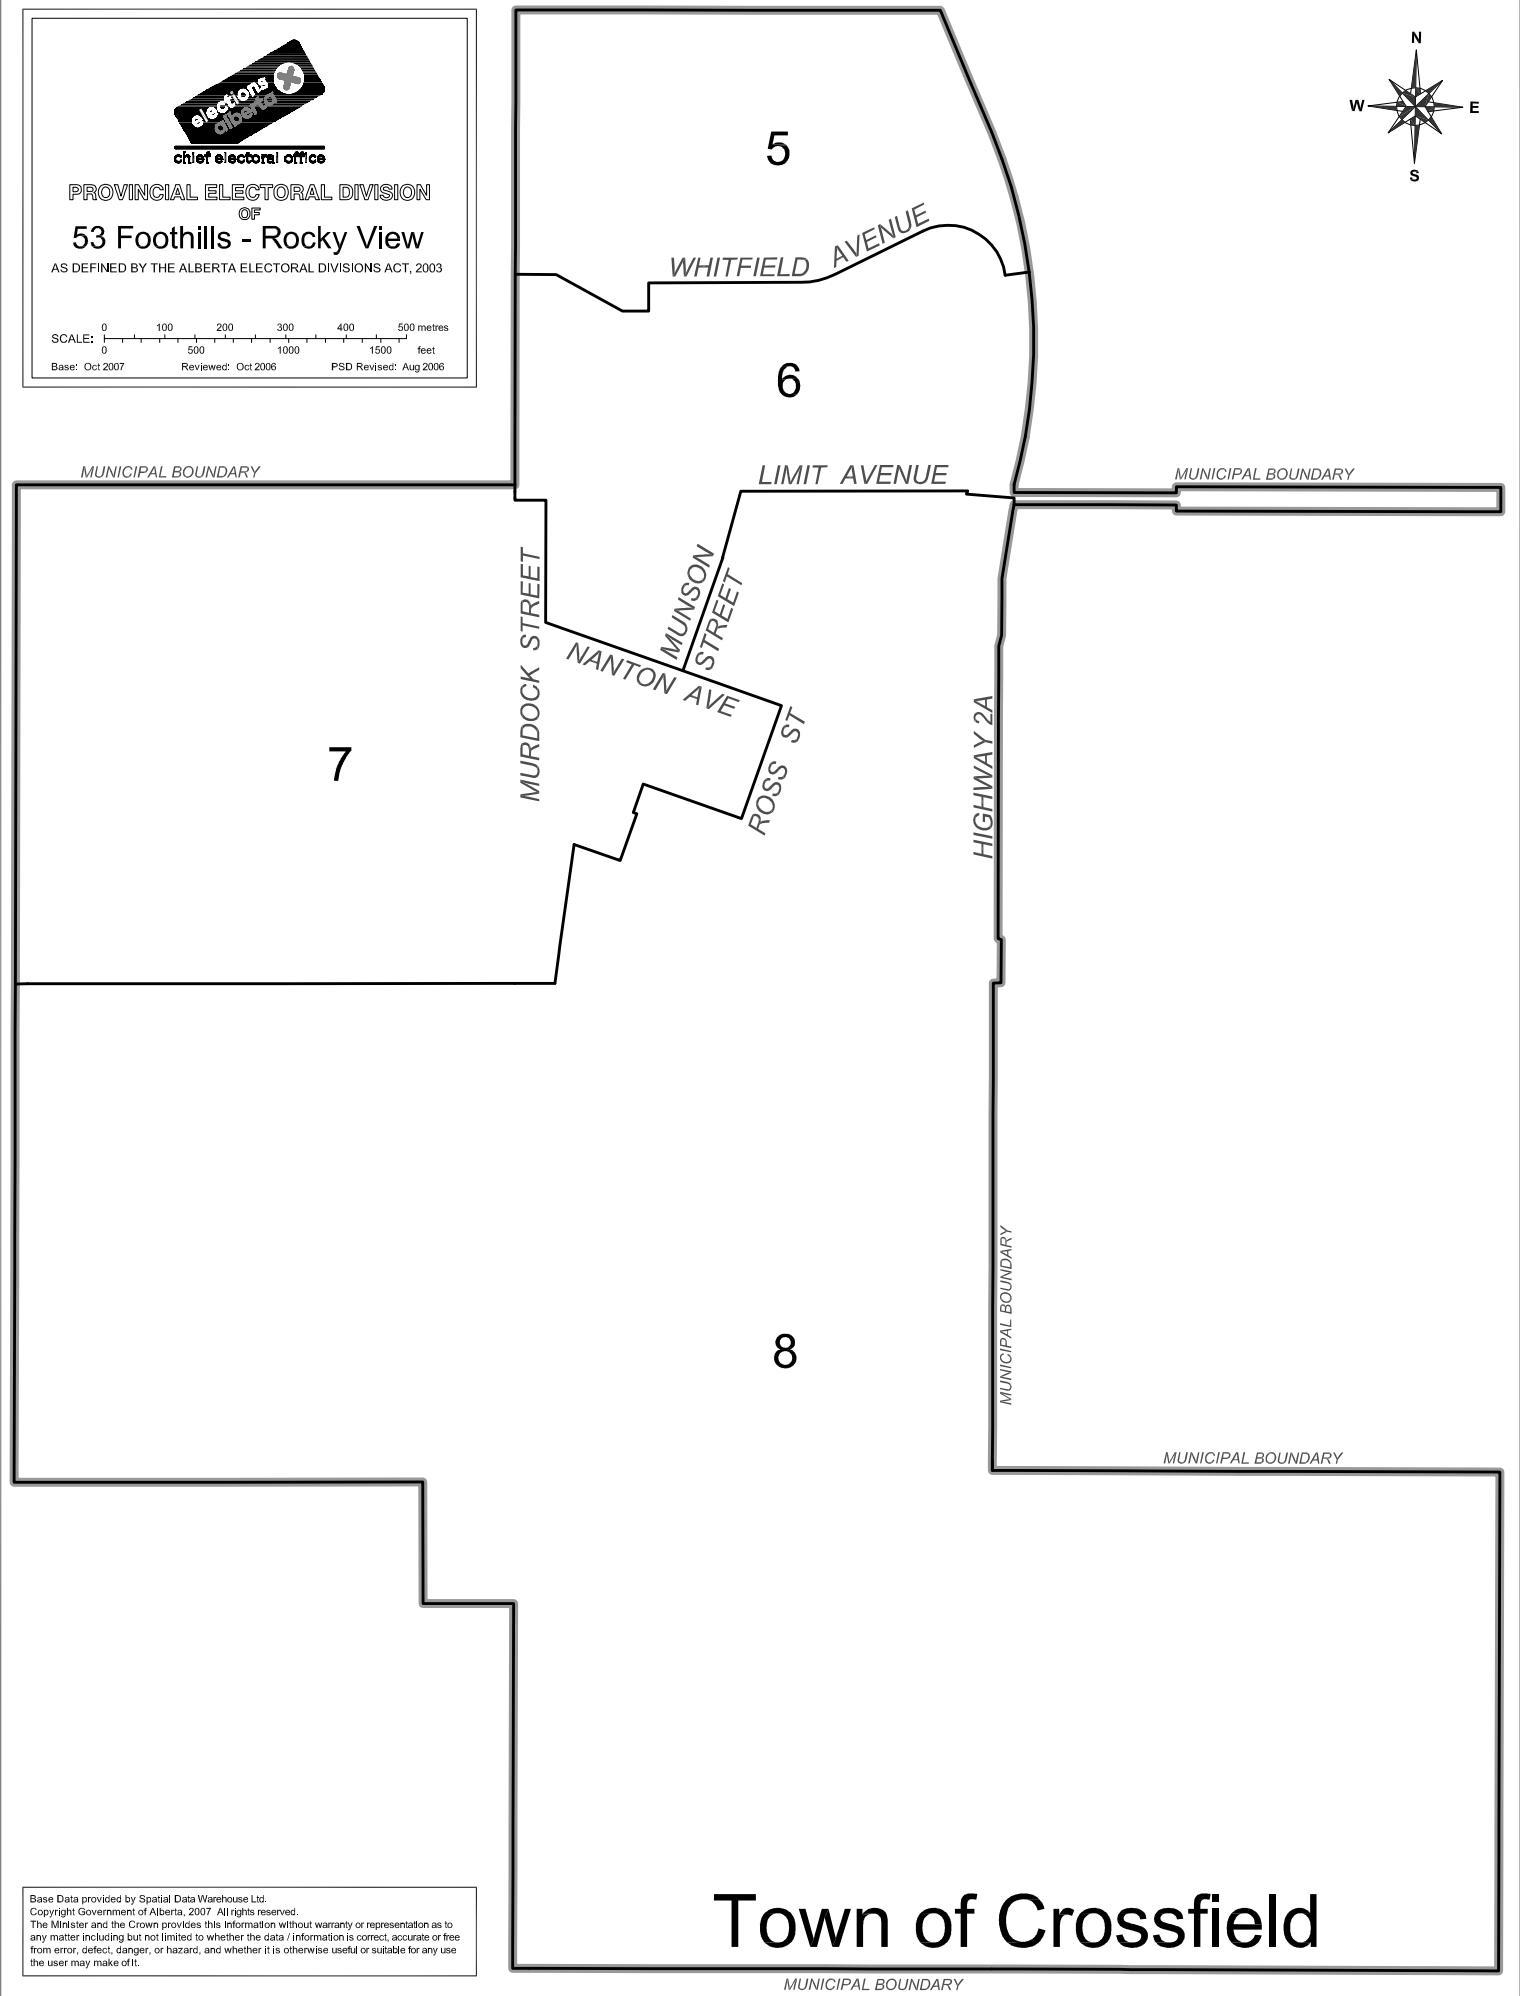 elections
alberta
chief electoral office
PROVINCIAL ELECTORAL DIVISION
OF
53 Foothills - Rocky View
AS DEFINED BY THE ALBERTA ELECTORAL DIVISIONS ACT, 2003
0 100 200 300 400 500 metres
SCALE:
0 500 1000 1500 feet
Base: Oct 2007 Reviewed: Oct 2006 PSD Revised: Aug 2006
N
W E
S
5
WHITFIELD AVENUE
6
MUNICIPAL BOUNDARY
LIMIT AVENUE
MUNICIPAL BOUNDARY
MURDOCK STREET
MUNSON
STREET
NANTON AVE
ROSS ST
HIGHWAY 2A
7
MUNICIPAL BOUNDARY
8
MUNICIPAL BOUNDARY
Town of Crossfield
MUNICIPAL BOUNDARY
Base Data provided by Spatial Data Warehouse Ltd.
Copyright Government of Alberta, 2007 All rights reserved.
The Minister and the Crown provides this information without warranty or representation as to
any matter including but not limited to whether the data / information is correct, accurate or free
from error, defect, danger, or hazard, and whether it is otherwise useful or suitable for any use
the user may make of it.